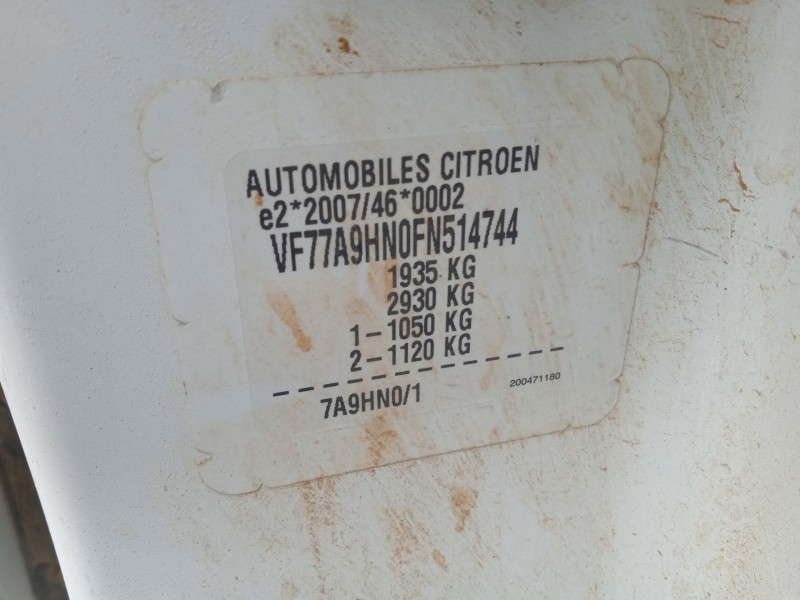 AUTOMOBILES CITROEN
e2*2007/46*0002
VF77A9HN0FN514744
1935 KG
2930 KG
1-1050 KG
2-1120 KG
7A9HN0/1
200471180